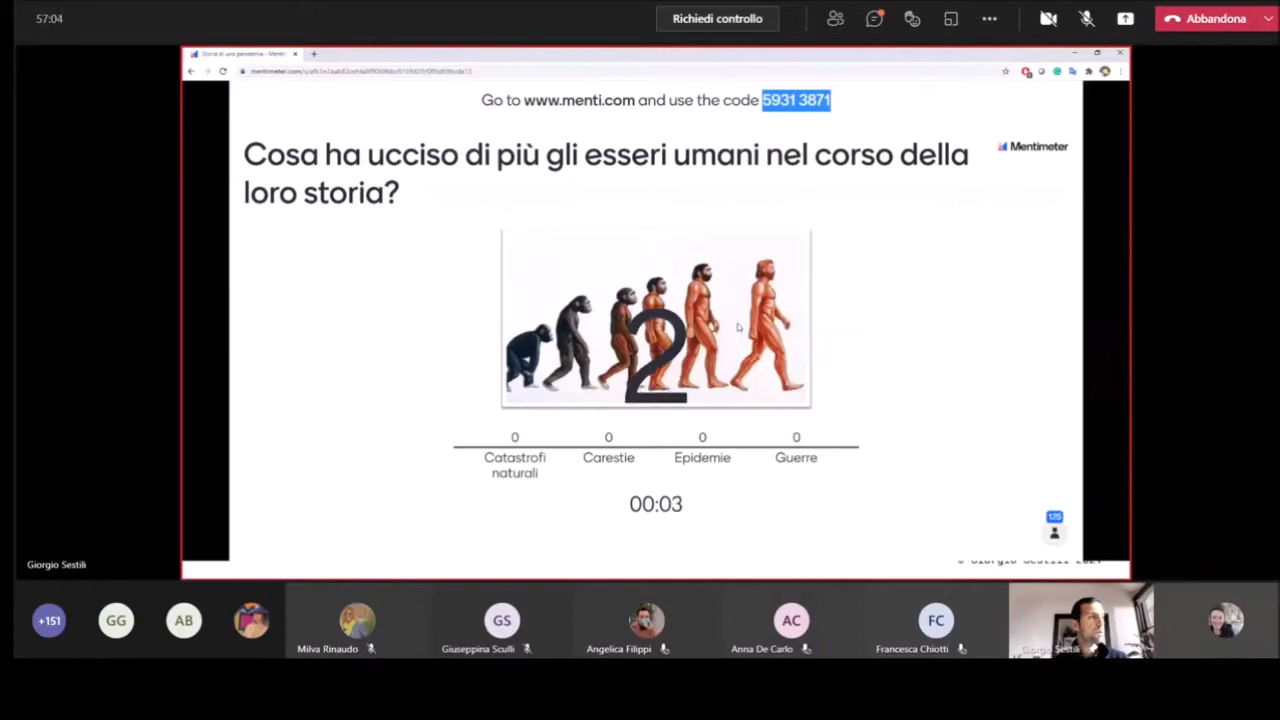 57:04
Richiedi controllo
Abbandona
Go to www.menti.com and use the code 5931 3871
Cosa ha ucciso di più gli esseri umani nel corso della
loro storia?
Mentimeter
2
0 0 0 0
Catastrofi Carestie Epidemie Guerre
naturali
00:03
125
Giorgio Sestili
+151
GG
AB
GS
AC
FC
Milva Rinaudo
Giuseppina Sculli
Angelica Filippi
Anna De Carlo
Francesca Chiotti
Giorgio Sestili